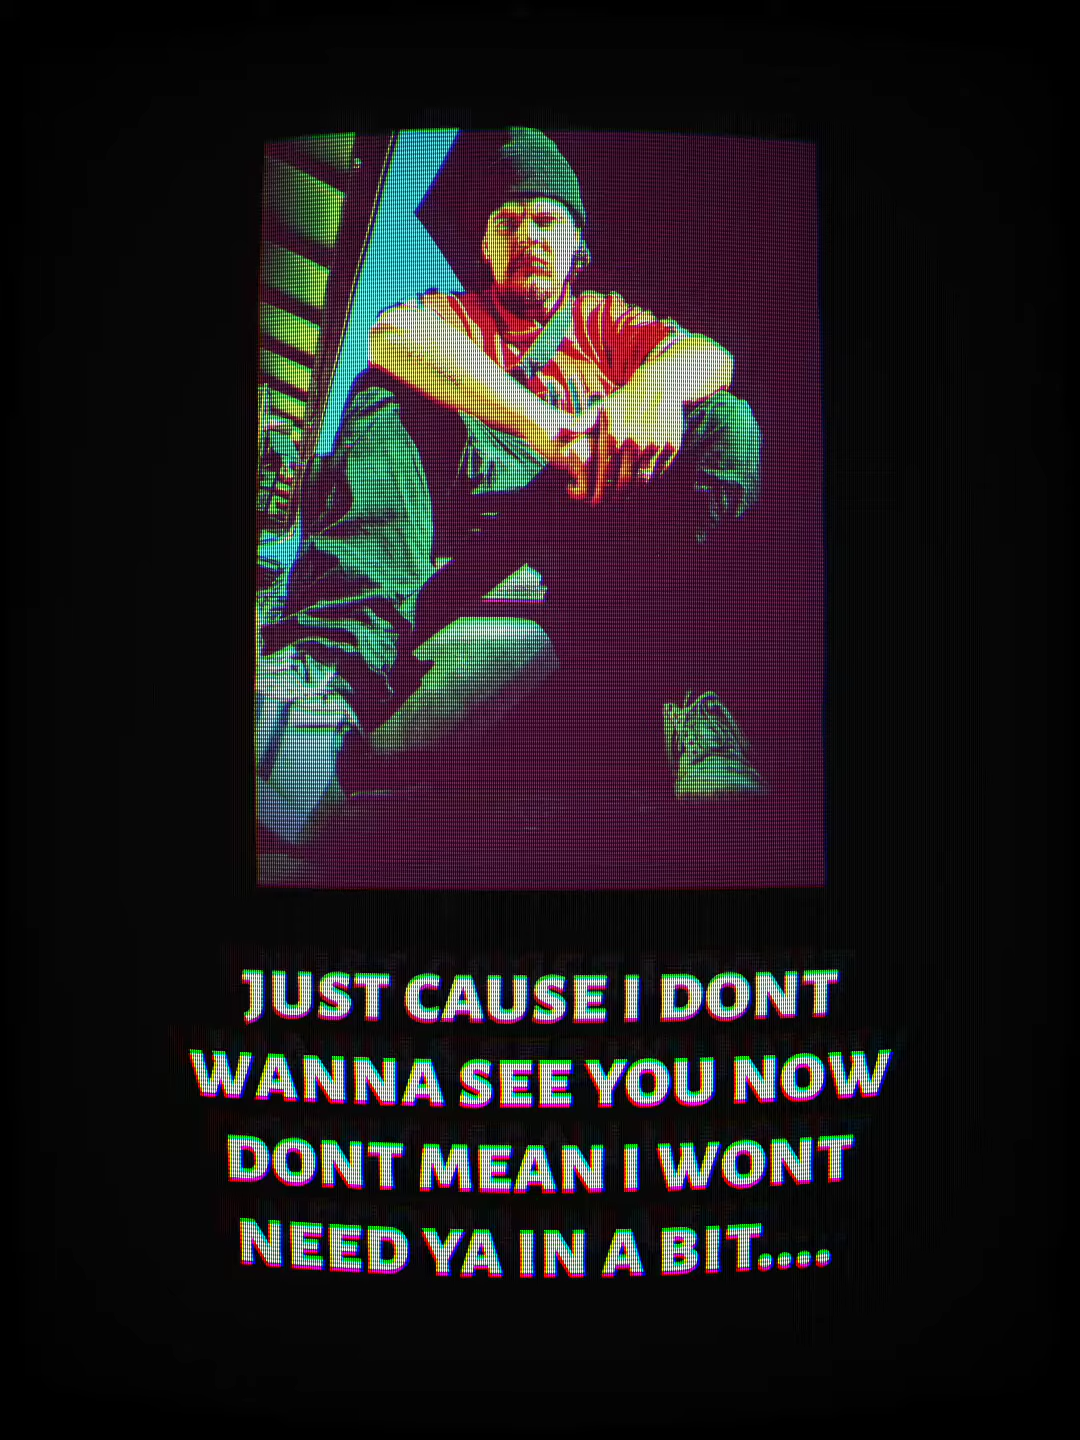 JUST CAUSE I DONT
WANNA SEE YOU NOW
DONT MEAN I WONT
NEED YA IN A BIT....